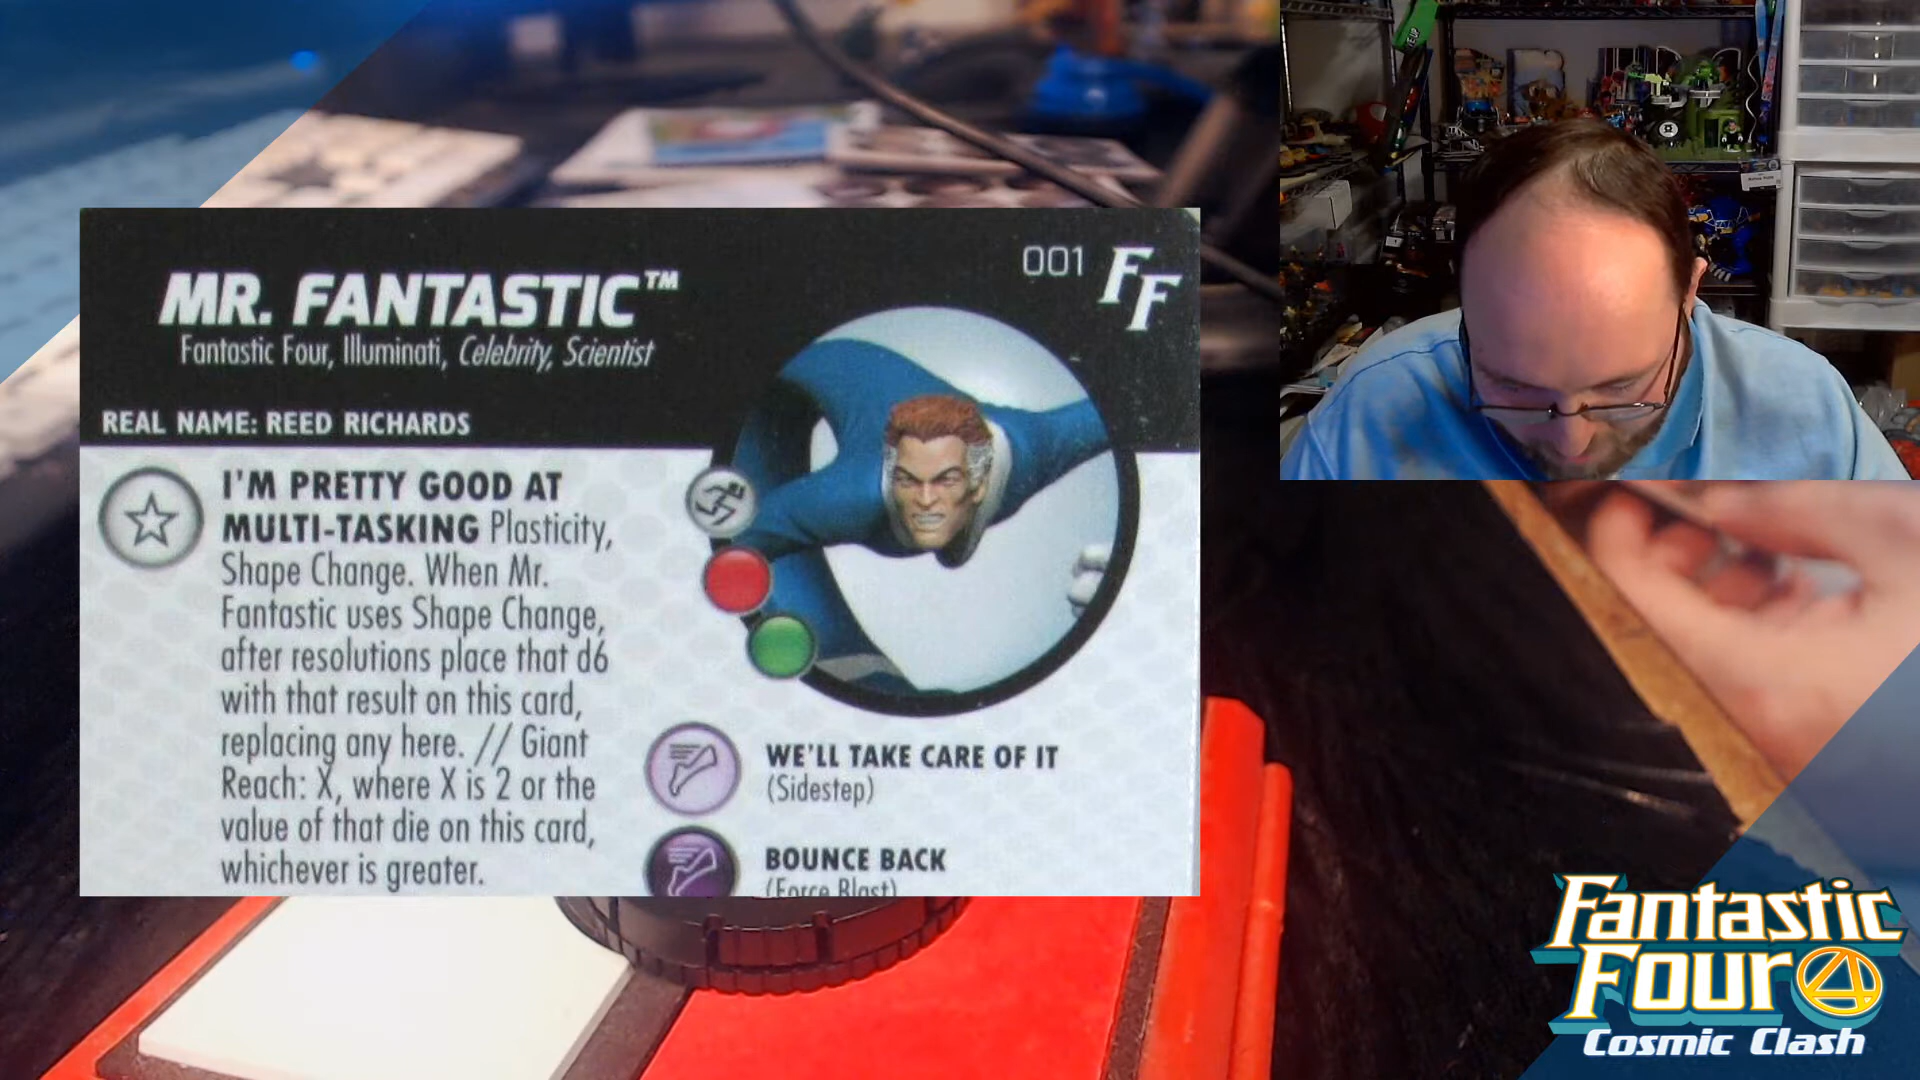 MR. FANTASTIC™
Fantastic Four, Illuminati, Celebrity, Scientist
REAL NAME: REED RICHARDS
001 FF
I'M PRETTY GOOD AT
MULTI-TASKING Plasticity,
Shape Change. When Mr.
Fantastic uses Shape Change,
after resolutions place that d6
with that result on this card,
replacing any here. // Giant
Reach: X, where X is 2 or the
value of that die on this card,
whichever is greater.
WE'LL TAKE CARE OF IT
(Sidestep)
BOUNCE BACK
(Force Blast)
Fantastic
Four 4
Cosmic Clash